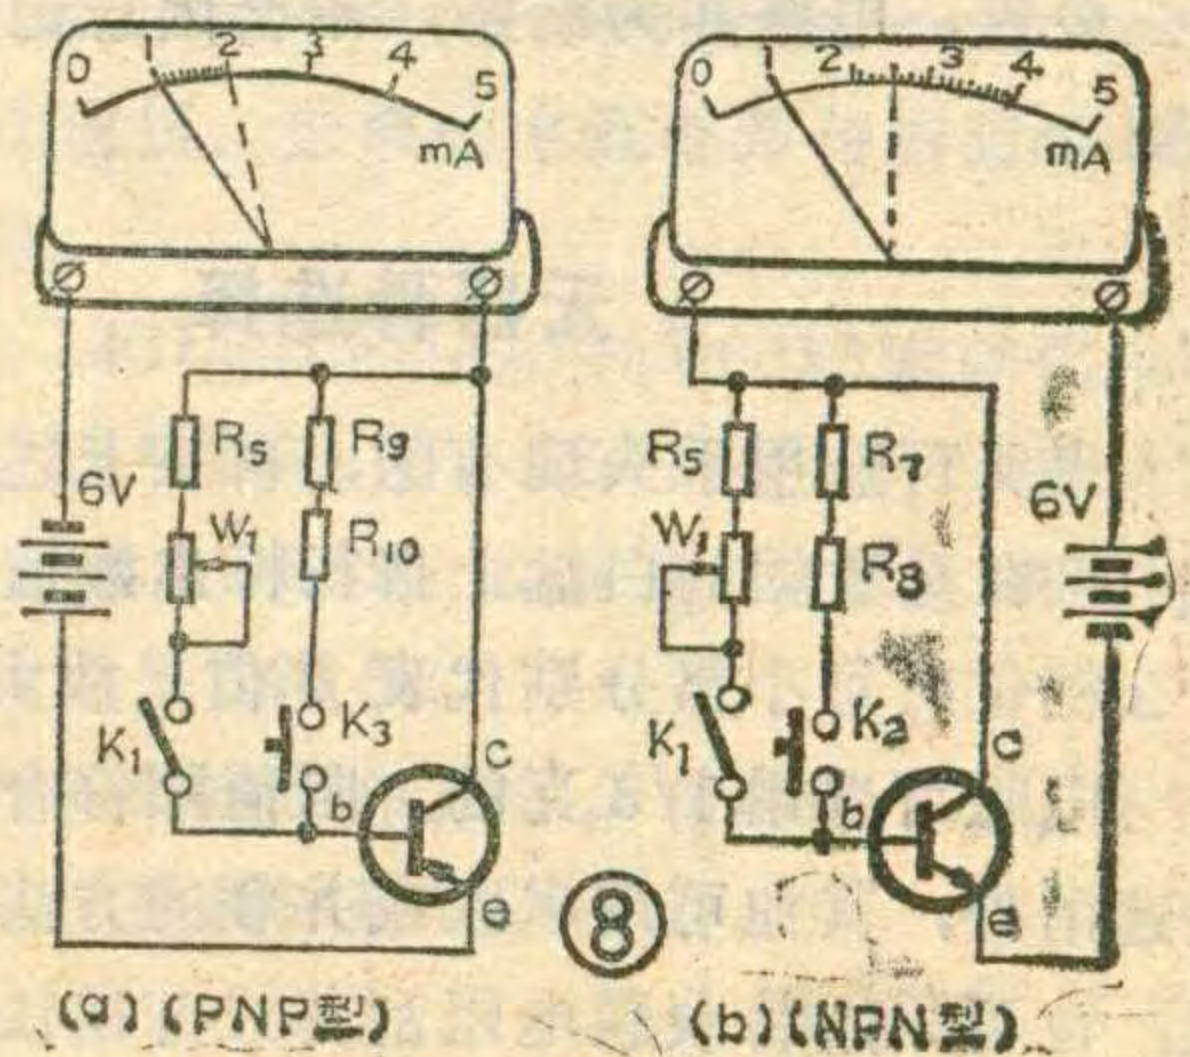 0 1 2 3 4 5
mA
0 1 2 3 4 5
mA
6V
R5
R9
W1
R10
K1
K3
c
b
e
R5
R7
6V
W1
R8
K1
K2
c
b
e
8
(a)(PNP型)
(b)(NPN型)